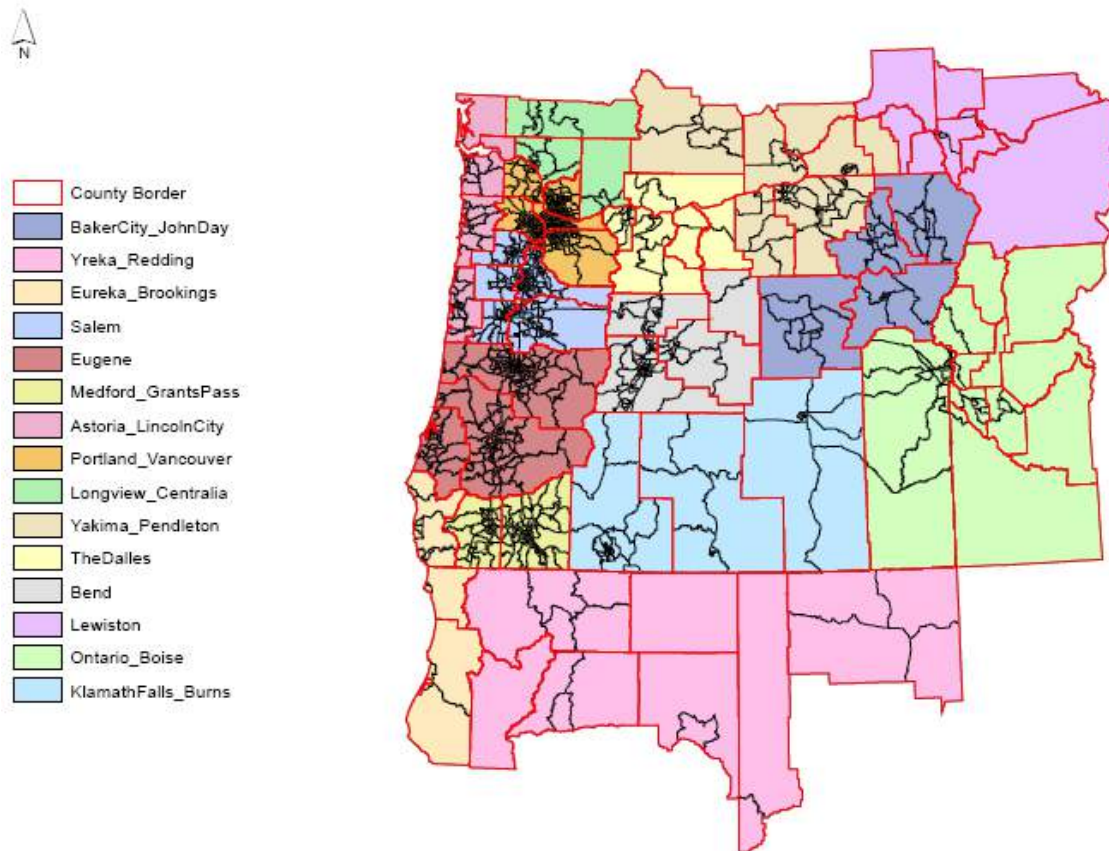 N
County Border
BakerCity_JohnDay
Yreka_Redding
Eureka_Brookings
Salem
Eugene
Medford_GrantsPass
Astoria_LincolnCity
Portland_Vancouver
Longview_Centralia
Yakima_Pendleton
TheDalles
Bend
Lewiston
Ontario_Boise
KlamathFalls_Burns